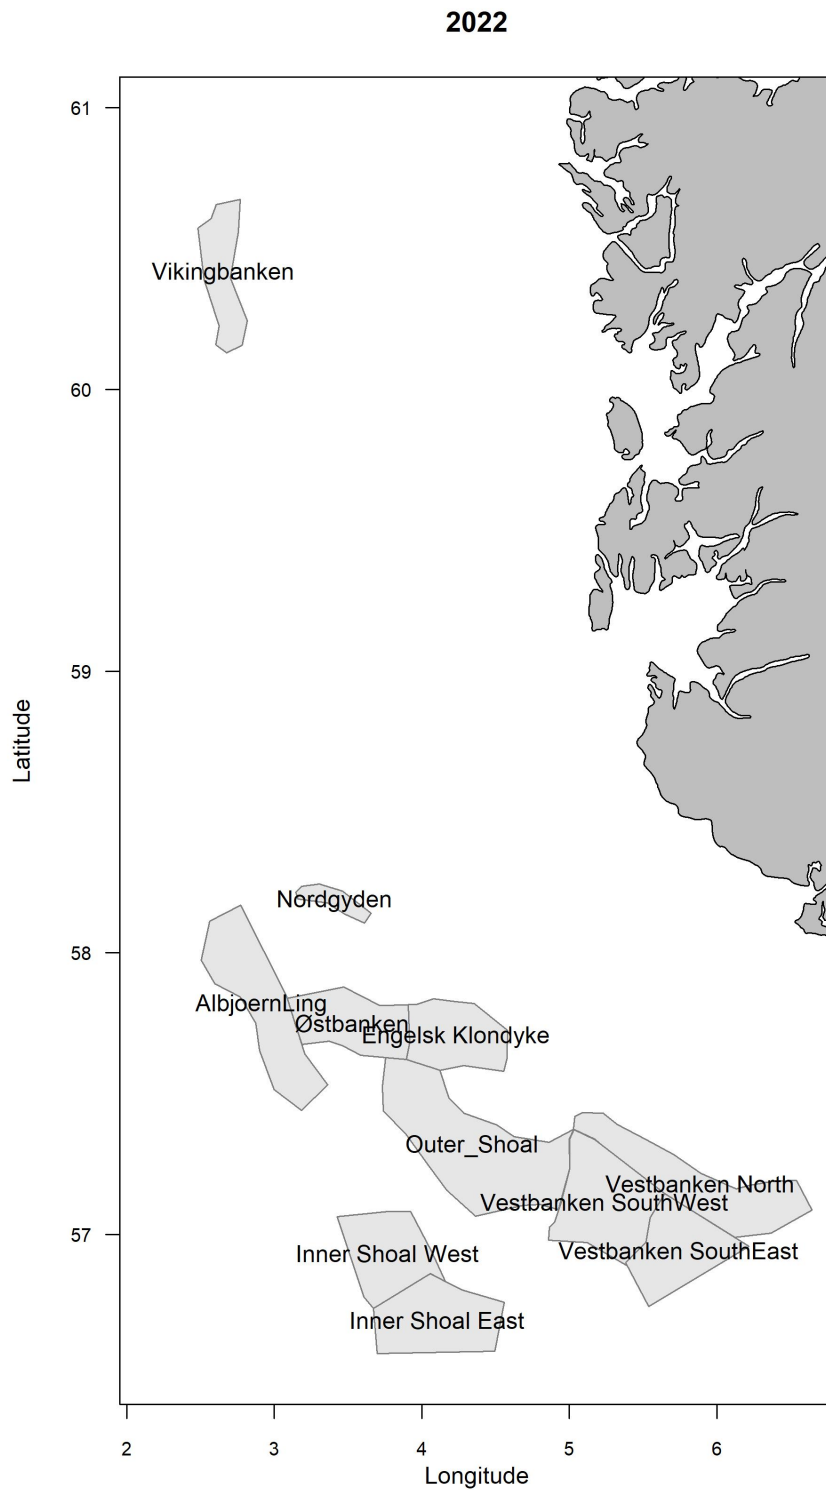 2022
61
Vikingbanken
60
59
Latitude
Nordgyden
58
AlbjoernLing
Østbanken
Engelsk Klondyke
Outer_Shoal
Vestbanken North
Vestbanken SouthWest
57
Vestbanken SouthEast
Inner Shoal West
Inner Shoal East
2 3 4 5 6
Longitude